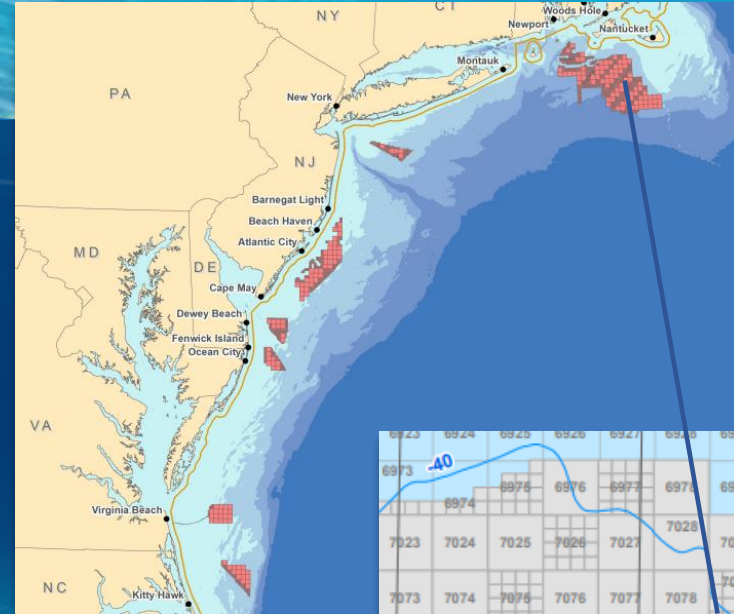 NY
CT
Woods Hole
Newport
Nantucket
Montauk
PA
New York
NJ
Barnegat Light
Beach Haven
MD
Atlantic City
DE
Cape May
Dewey Beach
Fenwick Island
Ocean City
VA
Virginia Beach
NC
Kitty Hawk
6923 6924 6925 6926 6927 6928
6973 -40 6974 6975 6976 6977 6978
7023 7024 7025 7026 7027 7028
7073 7074 7075 7076 7077 7078